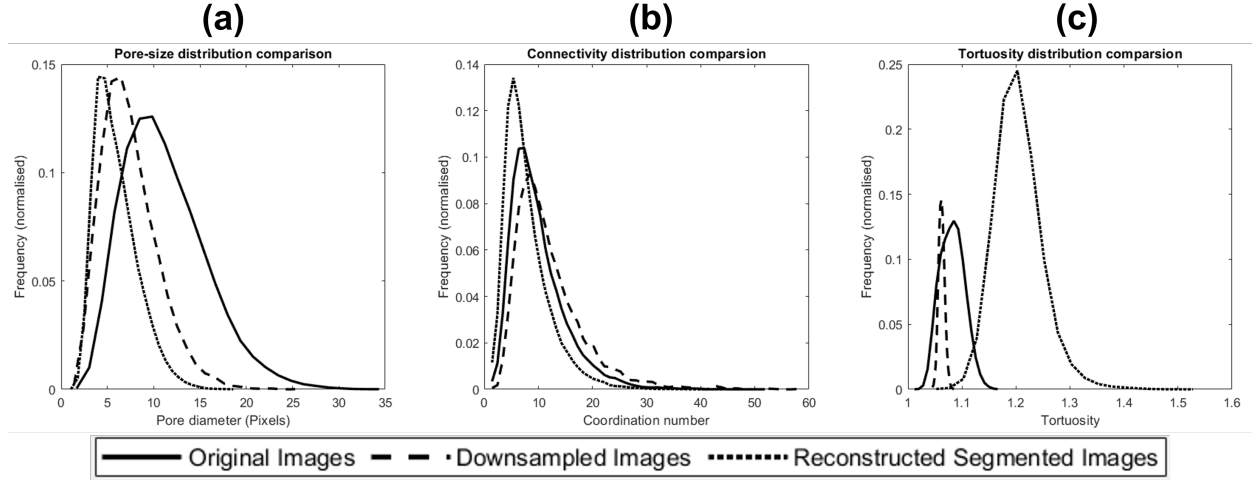 (a)
(b)
(c)
Pore-size distribution comparison
Connectivity distribution comparsion
Tortuosity distribution comparsion
Frequency (normalised)
0.15
0.1
0.05
0
0 5 10 15 20 25 30 35
Pore diameter (Pixels)
Frequency (normalised)
0.14
0.12
0.1
0.08
0.06
0.04
0.02
0
0 10 20 30 40 50 60
Coordination number
Frequency (normalised)
0.25
0.2
0.15
0.1
0.05
0
1 1.1 1.2 1.3 1.4 1.5 1.6
Tortuosity
Original Images Downsampled Images Reconstructed Segmented Images